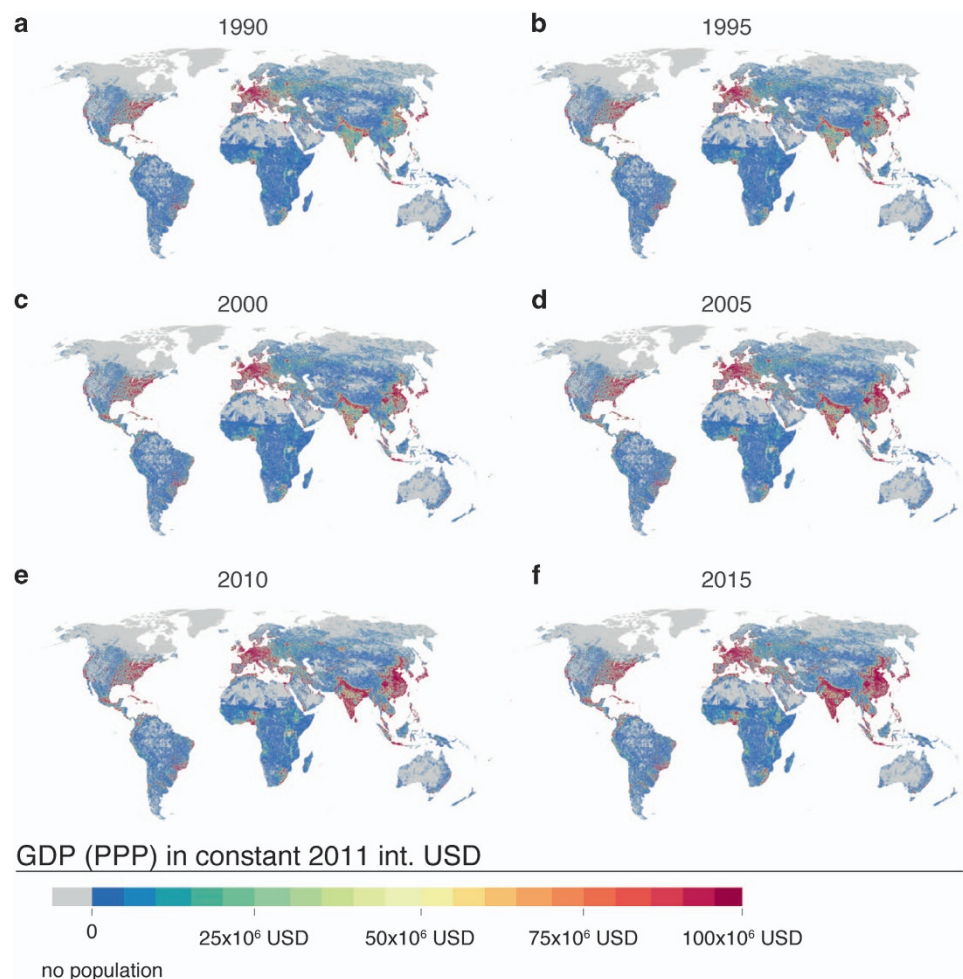 a 1990
b 1995
c 2000
d 2005
e 2010
f 2015
GDP (PPP) in constant 2011 int. USD
0 25x10⁶ USD 50x10⁶ USD 75x10⁶ USD 100x10⁶ USD
no population